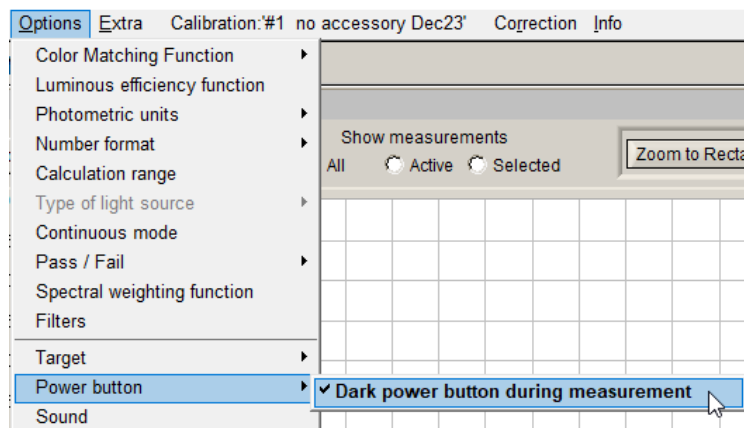 Options Extra Calibration:'#1 no accessory Dec23' Correction Info
Color Matching Function
Luminous efficiency function
Photometric units
Number format
Show measurements
All Active Selected
Zoom to Recta
Calculation range
Type of light source
Continuous mode
Pass / Fail
Spectral weighting function
Filters
Target
Power button
Dark power button during measurement
Sound